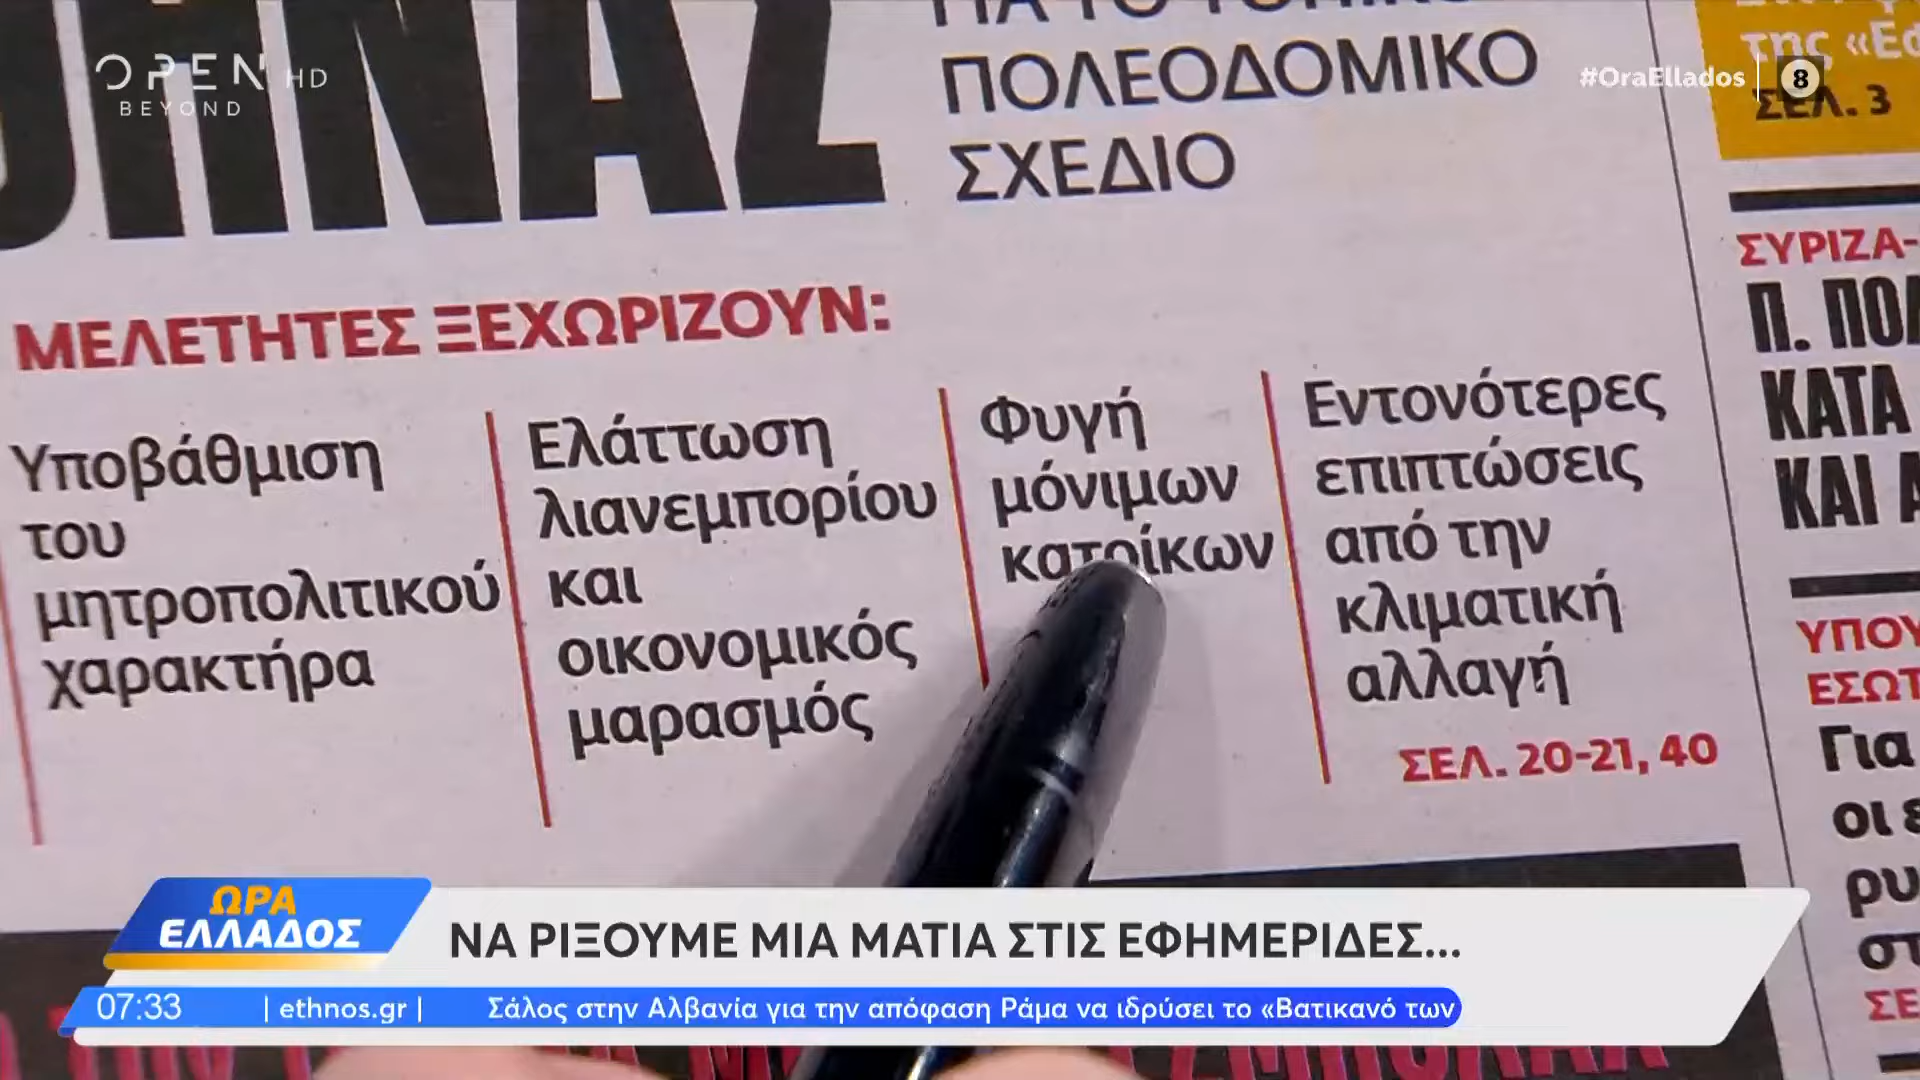 OPEN HD
BEYOND
#OraEllados 8
ΠΟΛΕΟΔΟΜΙΚΟ
ΣΧΕΔΙΟ
της
ΣΕΛ. 3
ΜΕΛΕΤΗΤΕΣ ΞΕΧΩΡΙΖΟΥΝ:
Υποβάθμιση
του
μητροπολιτικού
χαρακτήρα
Ελάττωση
λιανεμπορίου
και
οικονομικός
μαρασμός
Φυγή
μόνιμων
κατοίκων
Εντονότερες
επιπτώσεις
από την
κλιματική
αλλαγή
ΣΕΛ. 20-21, 40
ΣΥΡΙΖΑ-
Π.
ΚΑΤΑ
ΚΑΙ
Για
οι
ΩΡΑ
ΕΛΛΑΔΟΣ
ΝΑ ΡΙΞΟΥΜΕ ΜΙΑ ΜΑΤΙΑ ΣΤΙΣ ΕΦΗΜΕΡΙΔΕΣ...
07:33 | ethnos.gr | Σάλος στην Αλβανία για την απόφαση Ράμα να ιδρύσει το «Βατικανό των